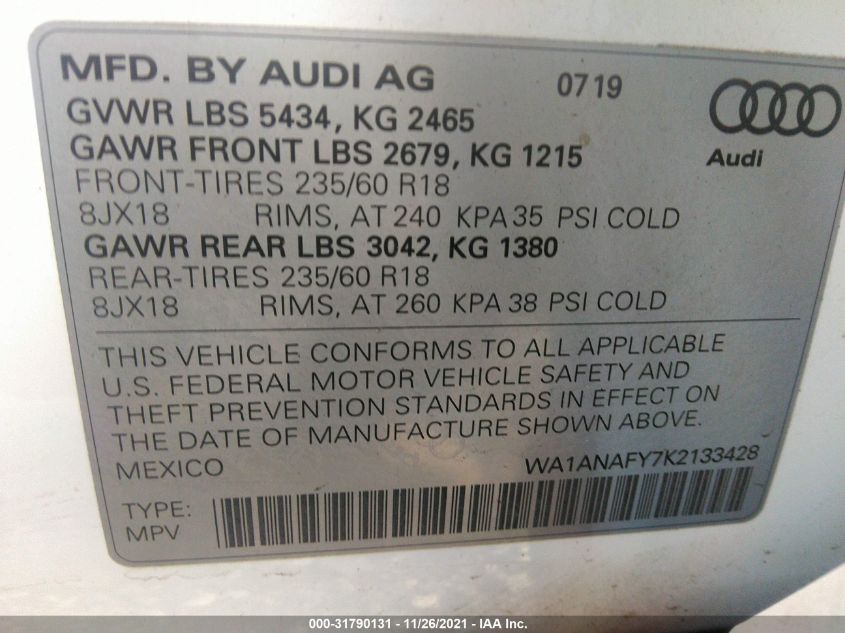 MFD. BY AUDI AG 0719
GVWR LBS 5434, KG 2465
GAWR FRONT LBS 2679, KG 1215
Audi
FRONT-TIRES 235/60 R18
8JX18 RIMS, AT 240 KPA 35 PSI COLD
GAWR REAR LBS 3042, KG 1380
REAR-TIRES 235/60 R18
8JX18 RIMS, AT 260 KPA 38 PSI COLD
THIS VEHICLE CONFORMS TO ALL APPLICABLE
U.S. FEDERAL MOTOR VEHICLE SAFETY AND
THEFT PREVENTION STANDARDS IN EFFECT ON
THE DATE OF MANUFACTURE SHOWN ABOVE.
MEXICO WA1ANAFY7K2133428
TYPE:
MPV
000-31790131 - 11/26/2021 - IAA Inc.